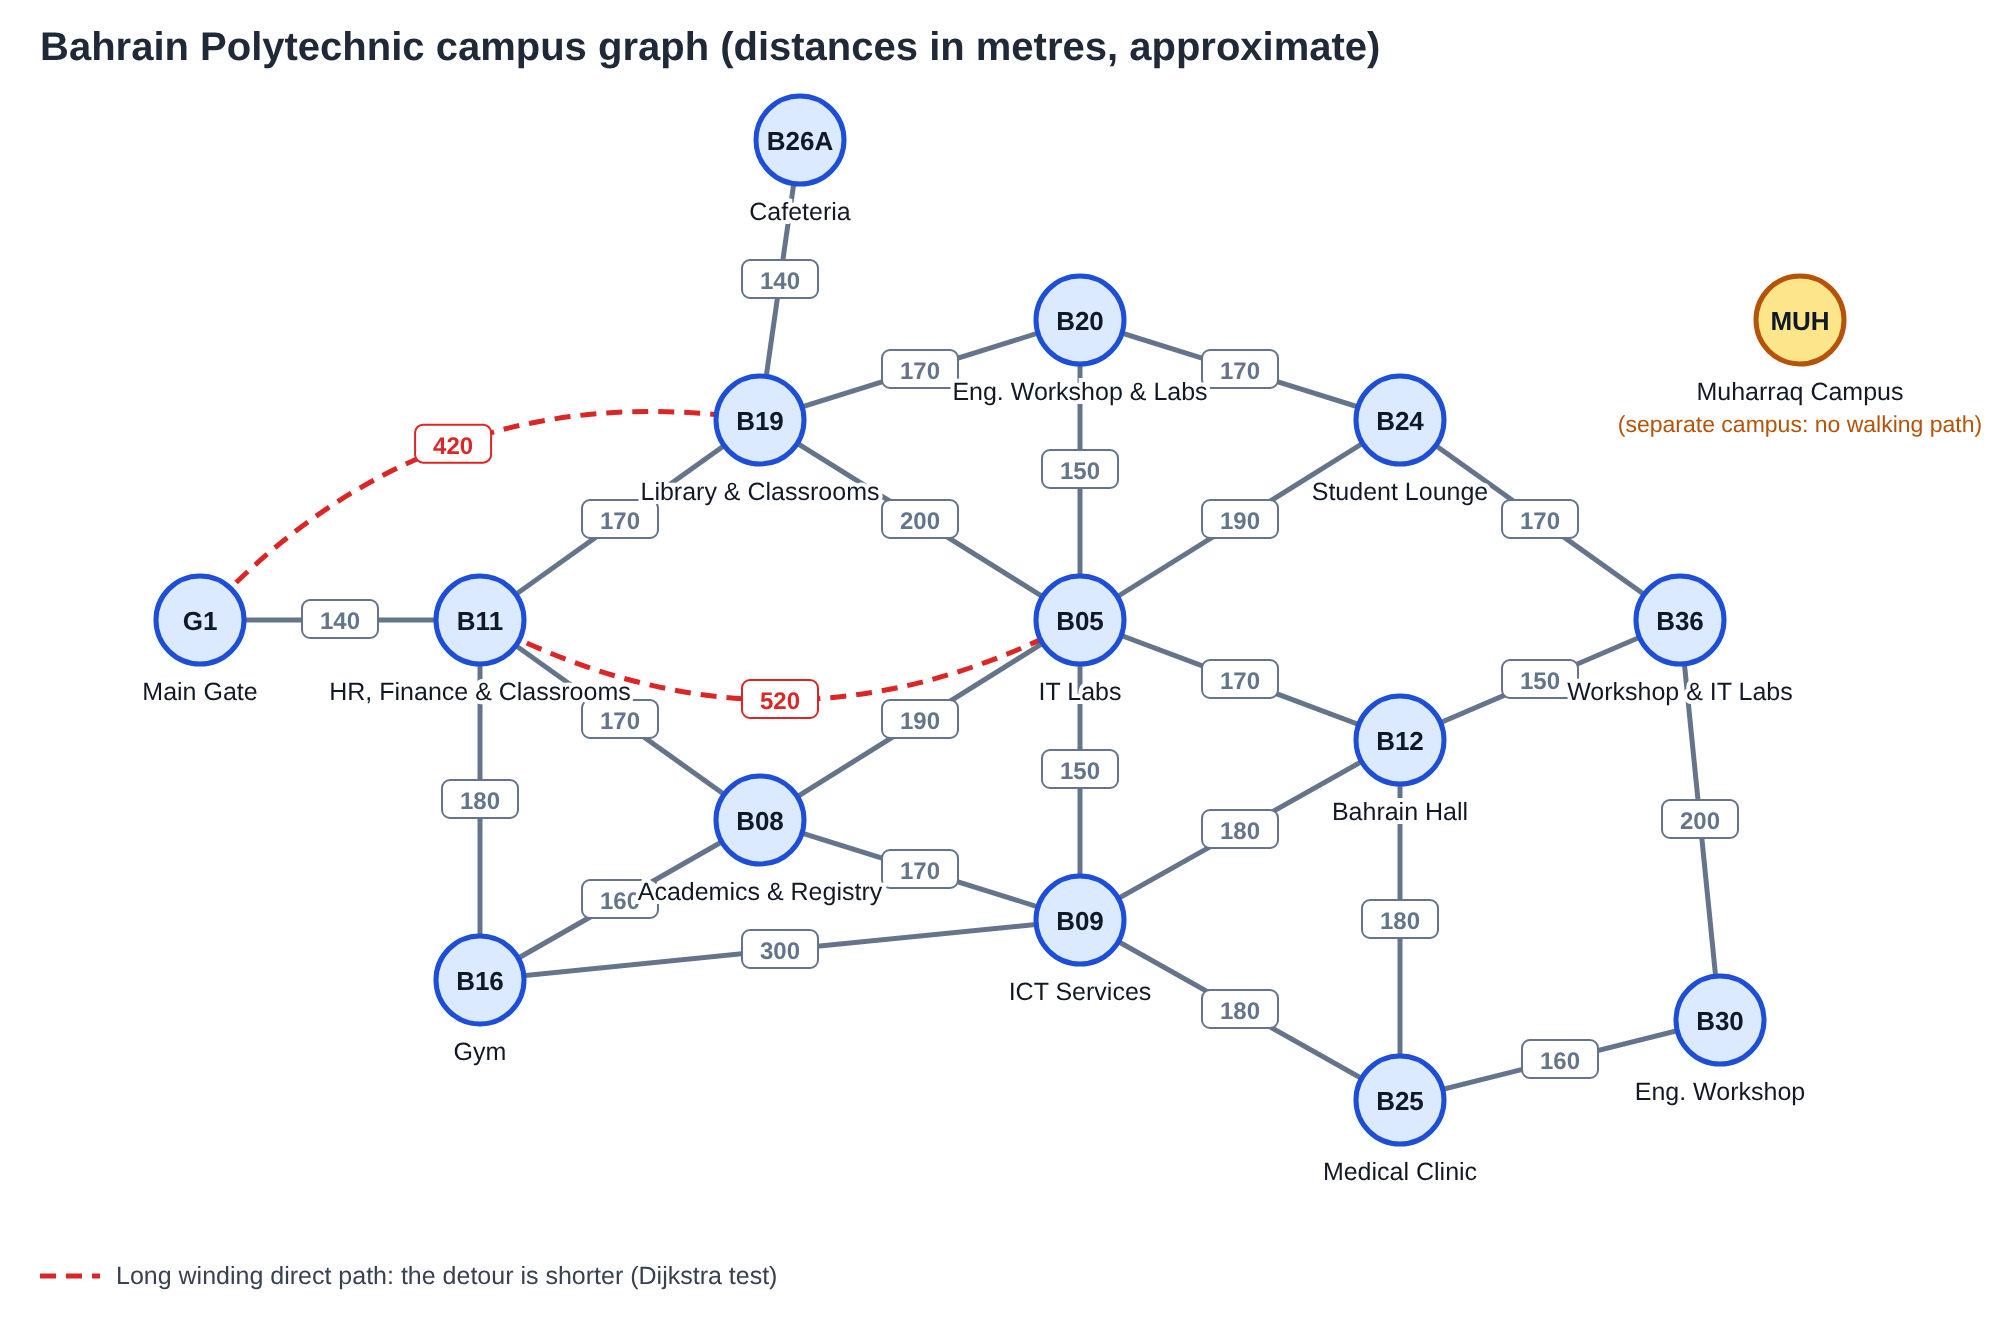 Bahrain Polytechnic campus graph (distances in metres, approximate)
B26A
Cafeteria
140
B20
MUH
170
170
Eng. Workshop & Labs
Muharraq Campus
(separate campus: no walking path)
B19
B24
420
150
Library & Classrooms
Student Lounge
170
200
190
170
G1
140
B11
B05
B36
Main Gate
HR, Finance & Classrooms
520
IT Labs
170
150
Workshop & IT Labs
170
190
B12
150
180
B08
Bahrain Hall
180
200
160
Academics & Registry
170
B09
180
300
B16
ICT Services
180
B30
Gym
160
Eng. Workshop
B25
Medical Clinic
Long winding direct path: the detour is shorter (Dijkstra test)